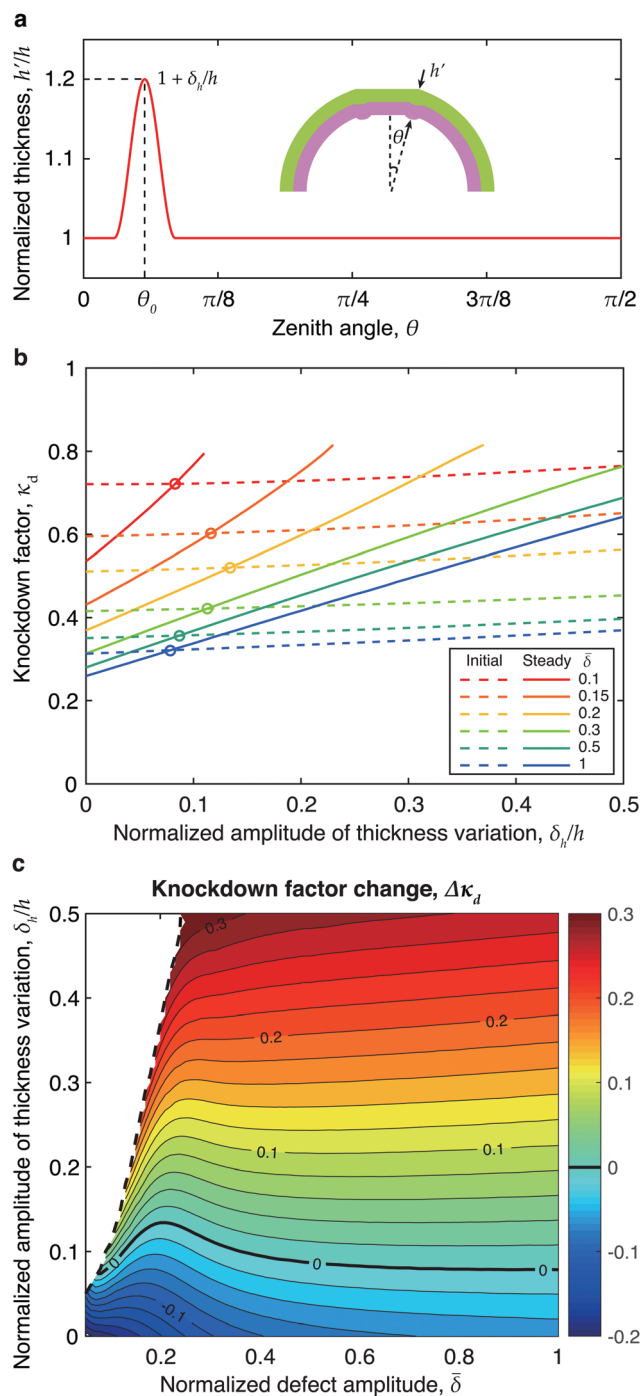 a
Normalized thickness, h′/h
1.2
1.1
1
1 + δₕ/h
h′
θ
0
θ₀
π/8
π/4
3π/8
π/2
Zenith angle, θ
b
Knockdown factor, κ_d
1
0.8
0.6
0.4
0.2
0
Initial Steady δ̄
0.1
0.15
0.2
0.3
0.5
1
0 0.1 0.2 0.3 0.4 0.5
Normalized amplitude of thickness variation, δₕ/h
c
Knockdown factor change, Δκ_d
Normalized amplitude of thickness variation, δₕ/h
0.5
0.4
0.3
0.2
0.1
0
0.3
0.2 0.2
0.1 0.1
0 0 0
-0.1
0.3
0.2
0.1
0
-0.1
-0.2
0.2 0.4 0.6 0.8 1
Normalized defect amplitude, δ̄